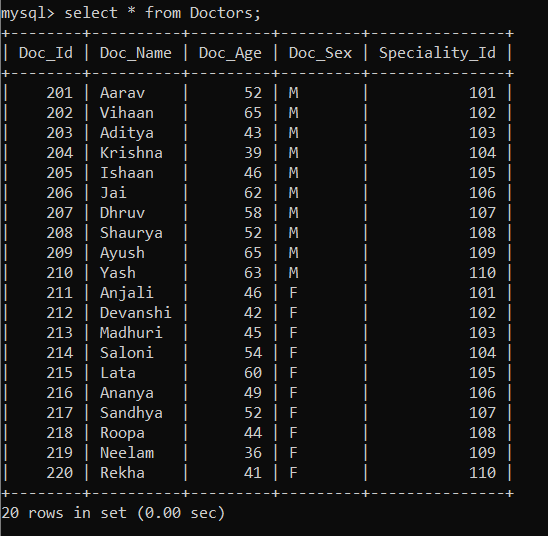 mysql> select * from Doctors;
+--------+----------+---------+---------+---------------+
| Doc_Id | Doc_Name | Doc_Age | Doc_Sex | Speciality_Id |
+--------+----------+---------+---------+---------------+
|    201 | Aarav    |      52 | M       |           101 |
|    202 | Vihaan   |      65 | M       |           102 |
|    203 | Aditya   |      43 | M       |           103 |
|    204 | Krishna  |      39 | M       |           104 |
|    205 | Ishaan   |      46 | M       |           105 |
|    206 | Jai      |      62 | M       |           106 |
|    207 | Dhruv    |      58 | M       |           107 |
|    208 | Shaurya  |      52 | M       |           108 |
|    209 | Ayush    |      65 | M       |           109 |
|    210 | Yash     |      63 | M       |           110 |
|    211 | Anjali   |      46 | F       |           101 |
|    212 | Devanshi |      42 | F       |           102 |
|    213 | Madhuri  |      45 | F       |           103 |
|    214 | Saloni   |      54 | F       |           104 |
|    215 | Lata     |      60 | F       |           105 |
|    216 | Ananya   |      49 | F       |           106 |
|    217 | Sandhya  |      52 | F       |           107 |
|    218 | Roopa    |      44 | F       |           108 |
|    219 | Neelam   |      36 | F       |           109 |
|    220 | Rekha    |      41 | F       |           110 |
+--------+----------+---------+---------+---------------+
20 rows in set (0.00 sec)